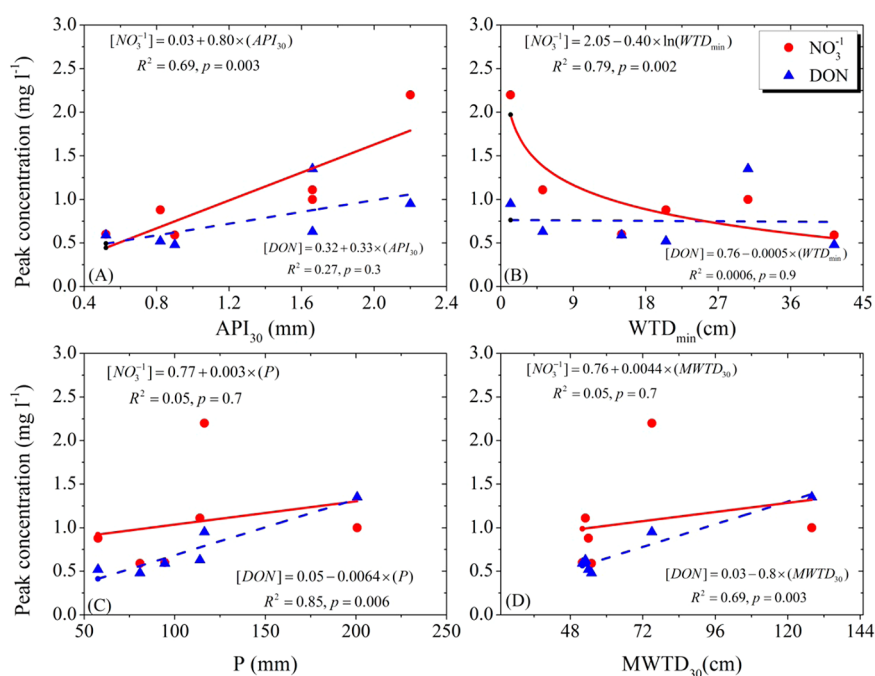 [NO₃⁻¹] = 0.03+0.80×(API₃₀)
R² = 0.69, p = 0.003
[DON] = 0.32+0.33×(API₃₀)
R² = 0.27, p = 0.3
(A)
Peak concentration (mg l⁻¹)
0.0 0.5 1.0 1.5 2.0 2.5 3.0
0.4 0.8 1.2 1.6 2.0 2.4
API₃₀ (mm)
[NO₃⁻¹] = 2.05−0.40×ln(WTDmin)
R² = 0.79, p = 0.002
NO₃⁻¹
DON
[DON] = 0.76−0.0005×(WTDmin)
R² = 0.0006, p = 0.9
(B)
0.0 0.5 1.0 1.5 2.0 2.5 3.0
0 9 18 27 36 45
WTDmin(cm)
[NO₃⁻¹] = 0.77+0.003×(P)
R² = 0.05, p = 0.7
[DON] = 0.05−0.0064×(P)
R² = 0.85, p = 0.006
(C)
Peak concentration (mg l⁻¹)
0.0 0.5 1.0 1.5 2.0 2.5 3.0
50 100 150 200 250
P (mm)
[NO₃⁻¹] = 0.76+0.0044×(MWTD₃₀)
R² = 0.05, p = 0.7
[DON] = 0.03−0.8×(MWTD₃₀)
R² = 0.69, p = 0.003
(D)
0.0 0.5 1.0 1.5 2.0 2.5 3.0
48 72 96 120 144
MWTD₃₀(cm)